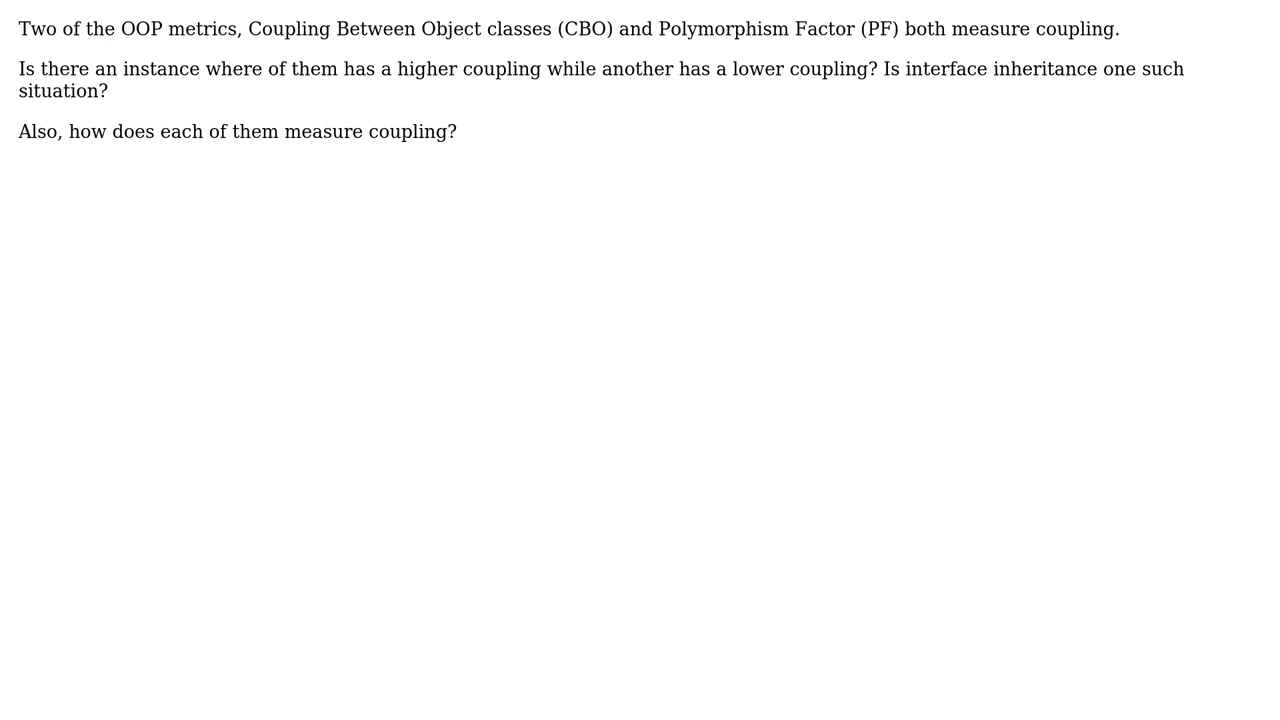 Two of the OOP metrics, Coupling Between Object classes (CBO) and Polymorphism Factor (PF) both measure coupling.
Is there an instance where of them has a higher coupling while another has a lower coupling? Is interface inheritance one such
situation?
Also, how does each of them measure coupling?